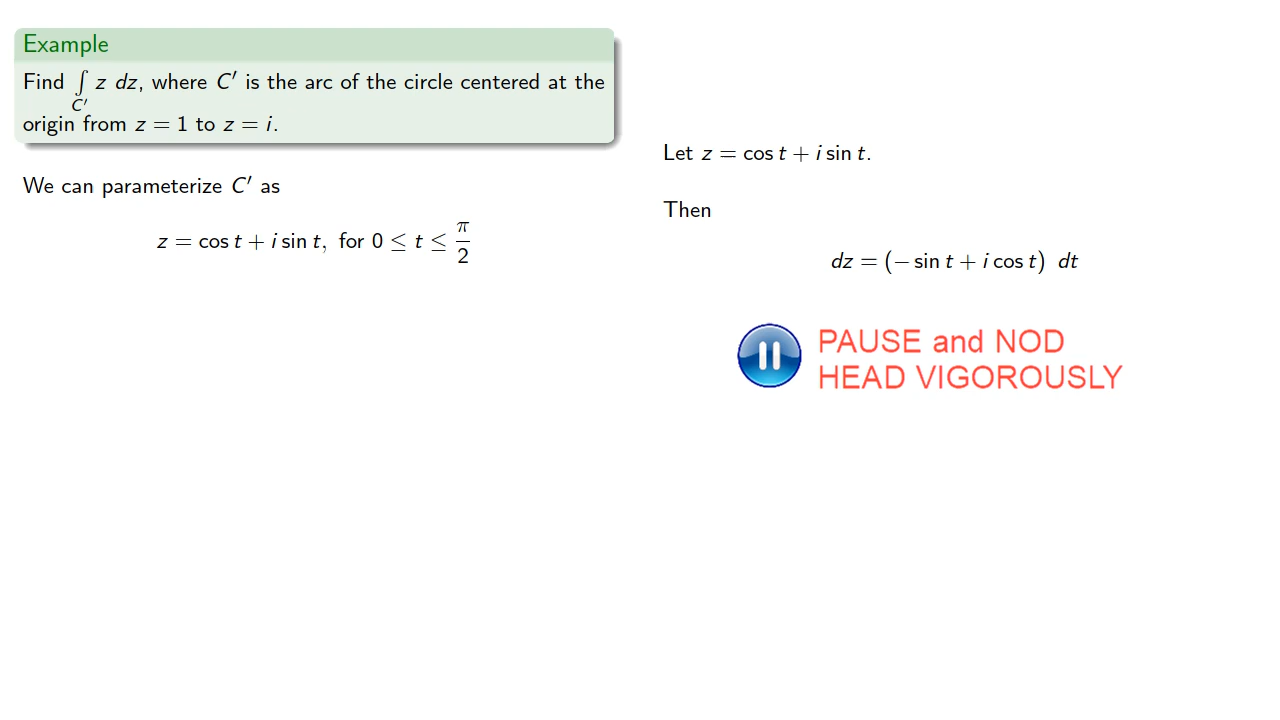 Example
Find ∫_{C′} z dz, where C′ is the arc of the circle centered at the
origin from z = 1 to z = i.
We can parameterize C′ as
z = cos t + i sin t, for 0 ≤ t ≤ π/2
Let z = cos t + i sin t.
Then
dz = (− sin t + i cos t) dt
PAUSE and NOD
HEAD VIGOROUSLY